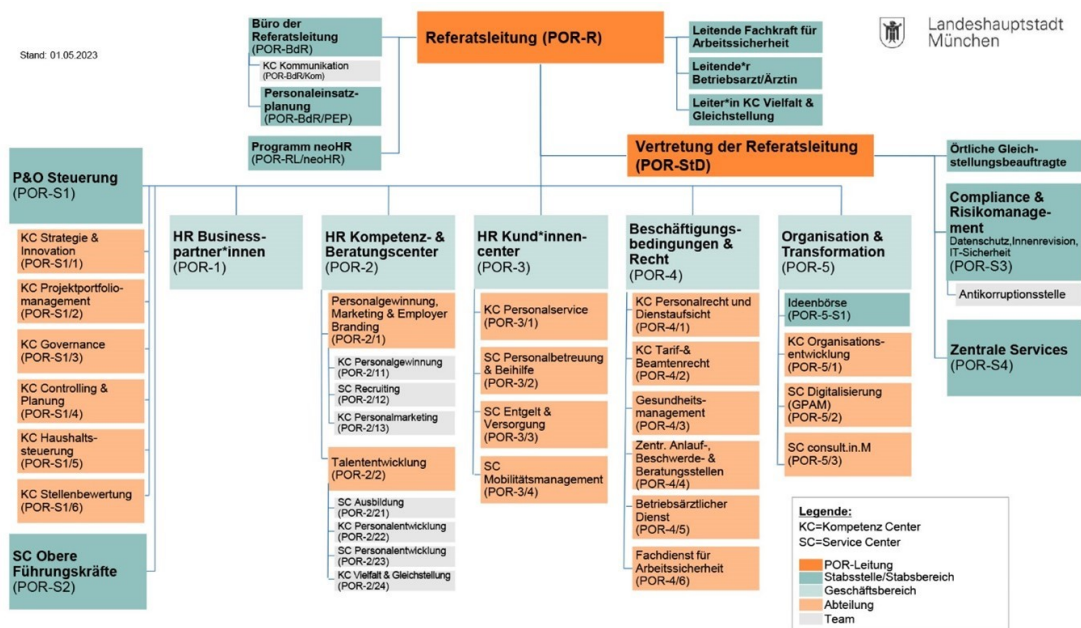 Stand: 01.05.2023
Büro der
Referatsleitung
(POR-BdR)
KC Kommunikation
(POR-BdR/Kom)
Personaleinsatz-
planung
(POR-BdR/PEP)
Programm neoHR
(POR-RL/neoHR)
Referatsleitung (POR-R)
Leitende Fachkraft für
Arbeitssicherheit
Leitende*r
Betriebsarzt/Ärztin
Leiter*in KC Vielfalt &
Gleichstellung
Landeshauptstadt
München
Vertretung der Referatsleitung
(POR-StD)
Örtliche Gleich-
stellungsbeauftragte
Compliance &
Risikomanage-
ment
Datenschutz,Innenrevision,
IT-Sicherheit
(POR-S3)
Antikorruptionsstelle
Zentrale Services
(POR-S4)
P&O Steuerung
(POR-S1)
KC Strategie &
Innovation
(POR-S1/1)
KC Projektportfolio-
management
(POR-S1/2)
KC Governance
(POR-S1/3)
KC Controlling &
Planung
(POR-S1/4)
KC Haushalts-
steuerung
(POR-S1/5)
KC Stellenbewertung
(POR-S1/6)
SC Obere
Führungskräfte
(POR-S2)
HR Business-
partner*innen
(POR-1)
HR Kompetenz- &
Beratungscenter
(POR-2)
Personalgewinnung,
Marketing & Employer
Branding
(POR-2/1)
KC Personalgewinnung
(POR-2/11)
SC Recruiting
(POR-2/12)
KC Personalmarketing
(POR-2/13)
Talententwicklung
(POR-2/2)
SC Ausbildung
(POR-2/21)
KC Personalentwicklung
(POR-2/22)
SC Personalentwicklung
(POR-2/23)
KC Vielfalt & Gleichstellung
(POR-2/24)
HR Kund*innen-
center
(POR-3)
KC Personalservice
(POR-3/1)
SC Personalbetreuung
& Beihilfe
(POR-3/2)
SC Entgelt &
Versorgung
(POR-3/3)
SC
Mobilitätsmanagement
(POR-3/4)
Beschäftigungs-
bedingungen &
Recht
(POR-4)
KC Personalrecht und
Dienstaufsicht
(POR-4/1)
KC Tarif-&
Beamtenrecht
(POR-4/2)
Gesundheits-
management
(POR-4/3)
Zentr. Anlauf-,
Beschwerde- &
Beratungsstellen
(POR-4/4)
Betriebsärztlicher
Dienst
(POR-4/5)
Fachdienst für
Arbeitssicherheit
(POR-4/6)
Organisation &
Transformation
(POR-5)
Ideenbörse
(POR-5-S1)
KC Organisations-
entwicklung
(POR-5/1)
SC Digitalisierung
(GPAM)
(POR-5/2)
SC consult.in.M
(POR-5/3)
Legende:
KC=Kompetenz Center
SC=Service Center
POR-Leitung
Stabsstelle/Stabsbereich
Geschäftsbereich
Abteilung
Team